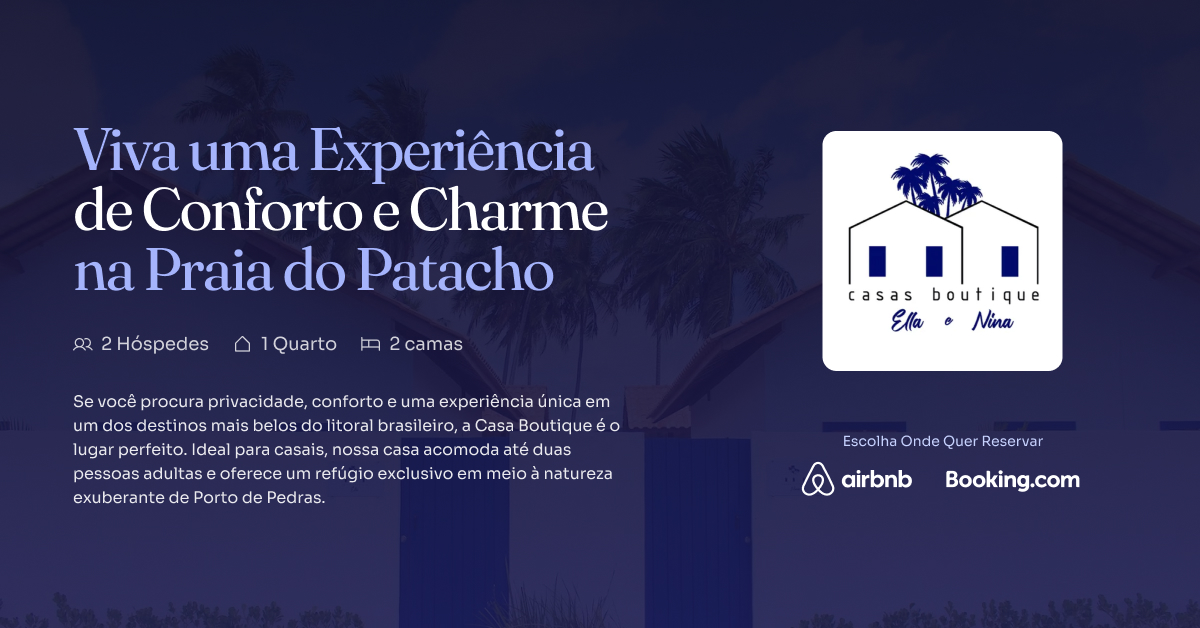 Viva uma Experiência
de Conforto e Charme
na Praia do Patacho
2 Hóspedes 1 Quarto 2 camas
Se você procura privacidade, conforto e uma experiência única em
um dos destinos mais belos do litoral brasileiro, a Casa Boutique é o
lugar perfeito. Ideal para casais, nossa casa acomoda até duas
pessoas adultas e oferece um refúgio exclusivo em meio à natureza
exuberante de Porto de Pedras.
casas boutique
Ella e Nina
Escolha Onde Quer Reservar
airbnb Booking.com